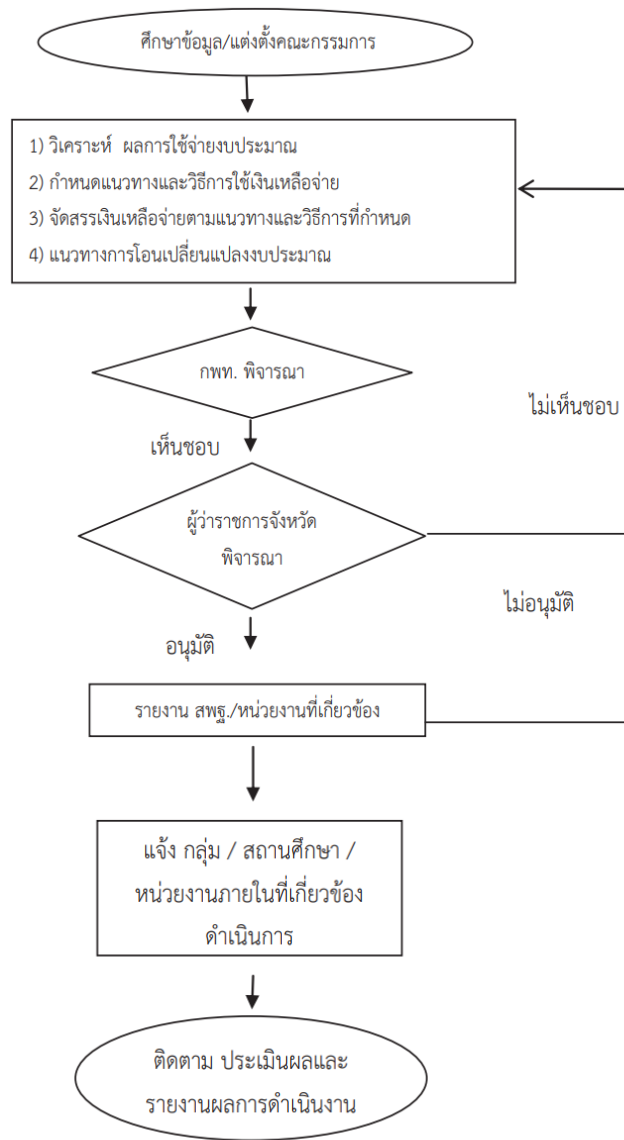 ศึกษาข้อมูล/แต่งตั้งคณะกรรมการ
1) วิเคราะห์ ผลการใช้จ่ายงบประมาณ
2) กำหนดแนวทางและวิธีการใช้เงินเหลือจ่าย
3) จัดสรรเงินเหลือจ่ายตามแนวทางและวิธีการที่กำหนด
4) แนวทางการโอนเปลี่ยนแปลงงบประมาณ
กพท. พิจารณา
ไม่เห็นชอบ
เห็นชอบ
ผู้ว่าราชการจังหวัด
พิจารณา
ไม่อนุมัติ
อนุมัติ
รายงาน สพฐ./หน่วยงานที่เกี่ยวข้อง
แจ้ง กลุ่ม / สถานศึกษา /
หน่วยงานภายในที่เกี่ยวข้อง
ดำเนินการ
ติดตาม ประเมินผลและ
รายงานผลการดำเนินงาน